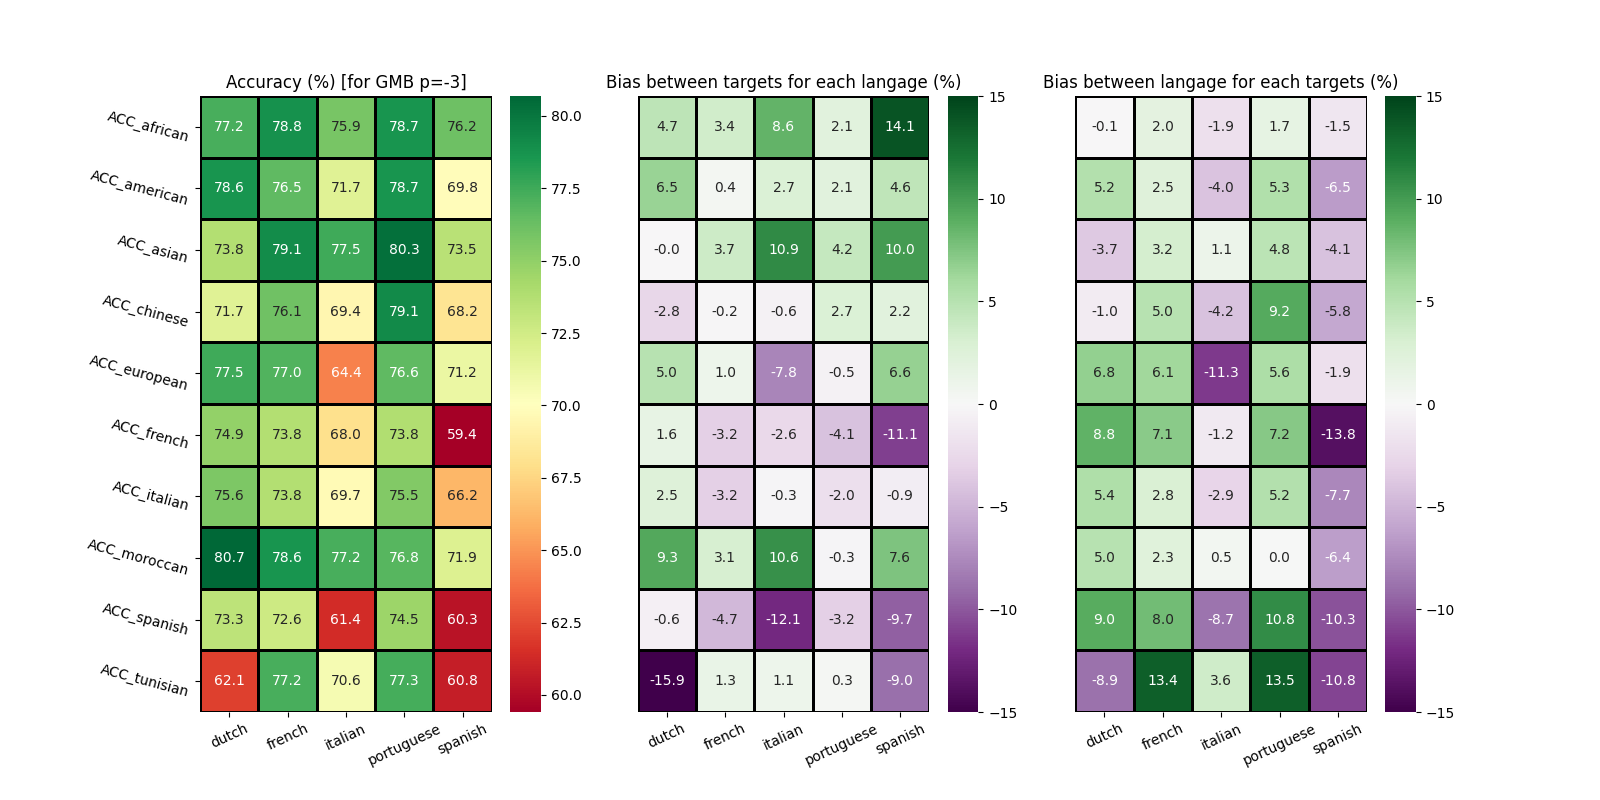 Accuracy (%) [for GMB p=-3]
ACC_african 77.2 78.8 75.9 78.7 76.2
ACC_american 78.6 76.5 71.7 78.7 69.8
ACC_asian 73.8 79.1 77.5 80.3 73.5
ACC_chinese 71.7 76.1 69.4 79.1 68.2
ACC_european 77.5 77.0 64.4 76.6 71.2
ACC_french 74.9 73.8 68.0 73.8 59.4
ACC_italian 75.6 73.8 69.7 75.5 66.2
ACC_moroccan 80.7 78.6 77.2 76.8 71.9
ACC_spanish 73.3 72.6 61.4 74.5 60.3
ACC_tunisian 62.1 77.2 70.6 77.3 60.8
dutch french italian portuguese spanish
80.0
77.5
75.0
72.5
70.0
67.5
65.0
62.5
60.0
Bias between targets for each langage (%)
4.7 3.4 8.6 2.1 14.1
6.5 0.4 2.7 2.1 4.6
-0.0 3.7 10.9 4.2 10.0
-2.8 -0.2 -0.6 2.7 2.2
5.0 1.0 -7.8 -0.5 6.6
1.6 -3.2 -2.6 -4.1 -11.1
2.5 -3.2 -0.3 -2.0 -0.9
9.3 3.1 10.6 -0.3 7.6
-0.6 -4.7 -12.1 -3.2 -9.7
-15.9 1.3 1.1 0.3 -9.0
dutch french italian portuguese spanish
15
10
5
0
−5
−10
−15
Bias between langage for each targets (%)
-0.1 2.0 -1.9 1.7 -1.5
5.2 2.5 -4.0 5.3 -6.5
-3.7 3.2 1.1 4.8 -4.1
-1.0 5.0 -4.2 9.2 -5.8
6.8 6.1 -11.3 5.6 -1.9
8.8 7.1 -1.2 7.2 -13.8
5.4 2.8 -2.9 5.2 -7.7
5.0 2.3 0.5 0.0 -6.4
9.0 8.0 -8.7 10.8 -10.3
-8.9 13.4 3.6 13.5 -10.8
dutch french italian portuguese spanish
15
10
5
0
−5
−10
−15